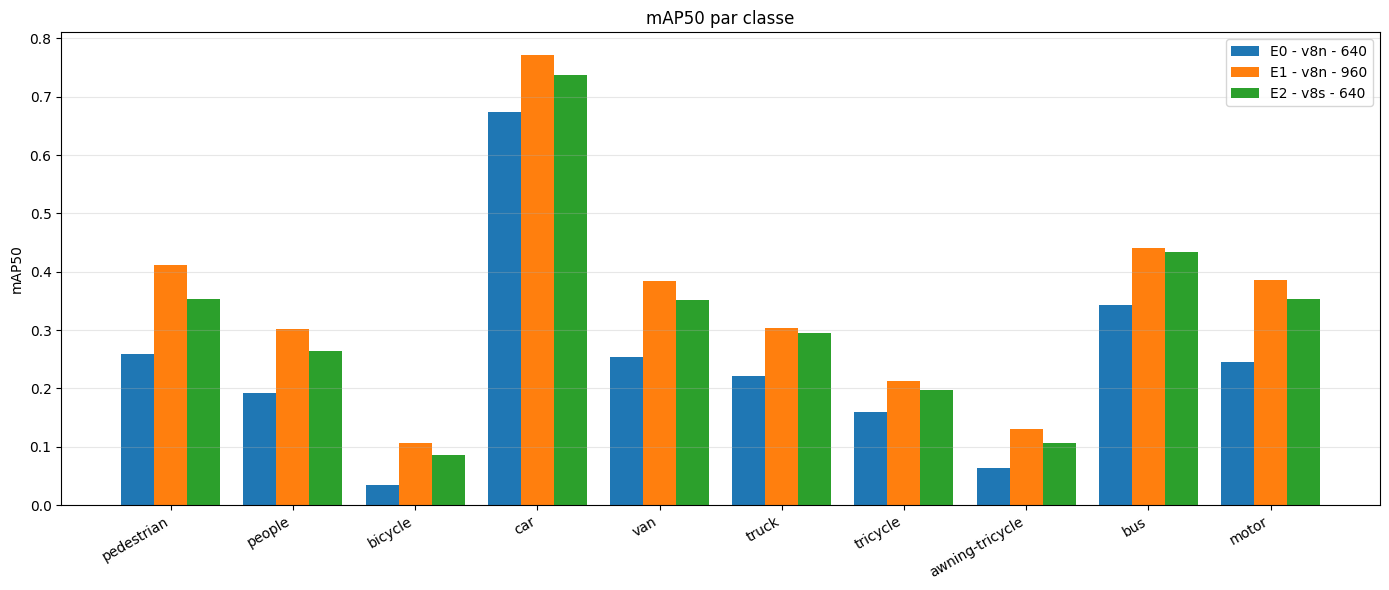 mAP50 par classe
E0 - v8n - 640
E1 - v8n - 960
E2 - v8s - 640
mAP50
0.8
0.7
0.6
0.5
0.4
0.3
0.2
0.1
0.0
pedestrian
people
bicycle
car
van
truck
tricycle
awning-tricycle
bus
motor